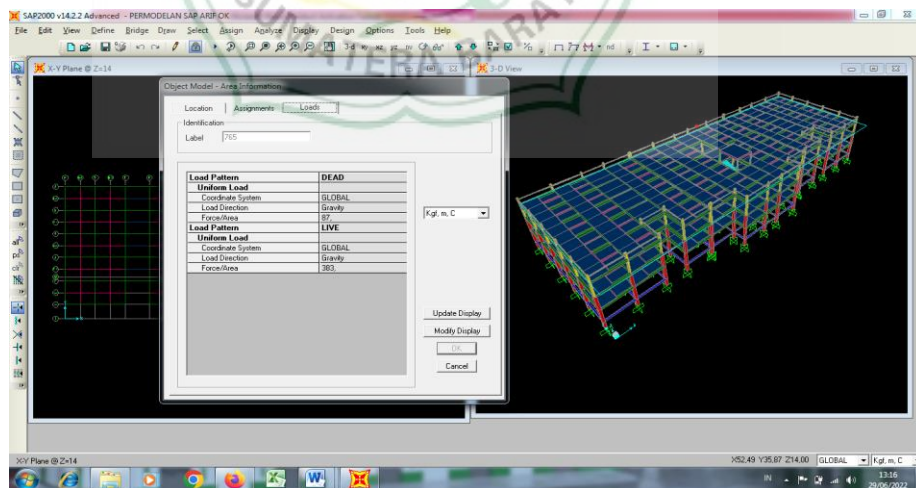 SAP2000 v14.2.2 Advanced - PERMODELAN SAP ARIF OK
File Edit View Define Bridge Draw Select Assign Analyze Display Design Options Tools Help
SUMATERA BARAT
X-Y Plane @ Z=14
3-D View
Object Model - Area Information
Location Assignments Loads
Identification
Label 765
Load Pattern DEAD
Uniform Load
Coordinate System GLOBAL
Load Direction Gravity
Force/Area 87,
Load Pattern LIVE
Uniform Load
Coordinate System GLOBAL
Load Direction Gravity
Force/Area 383,
Kgf, m, C
Update Display
Modify Display
OK
Cancel
X-Y Plane @ Z=14
X52,49 Y35,87 Z14,00 GLOBAL Kgf, m, C
IN
13:16
29/06/2022